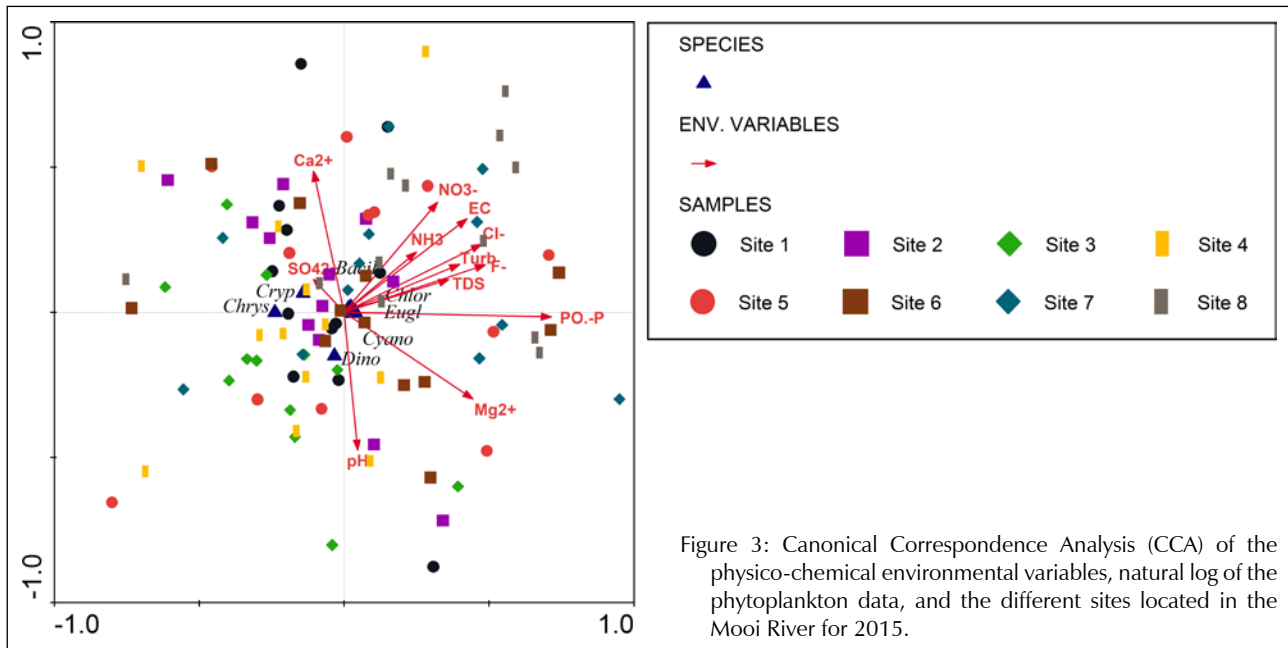 1.0
-1.0
-1.0
1.0
Ca2+
NO3-
EC
Cl-
NH3
Turb
F-
TDS
SO42-
Bacil
Cryp
Chlor
Chrys
Eugl
PO.-P
Cyano
Dino
Mg2+
pH
SPECIES
ENV. VARIABLES
SAMPLES
Site 1 Site 2 Site 3 Site 4
Site 5 Site 6 Site 7 Site 8
Figure 3: Canonical Correspondence Analysis (CCA) of the
physico-chemical environmental variables, natural log of the
phytoplankton data, and the different sites located in the
Mooi River for 2015.